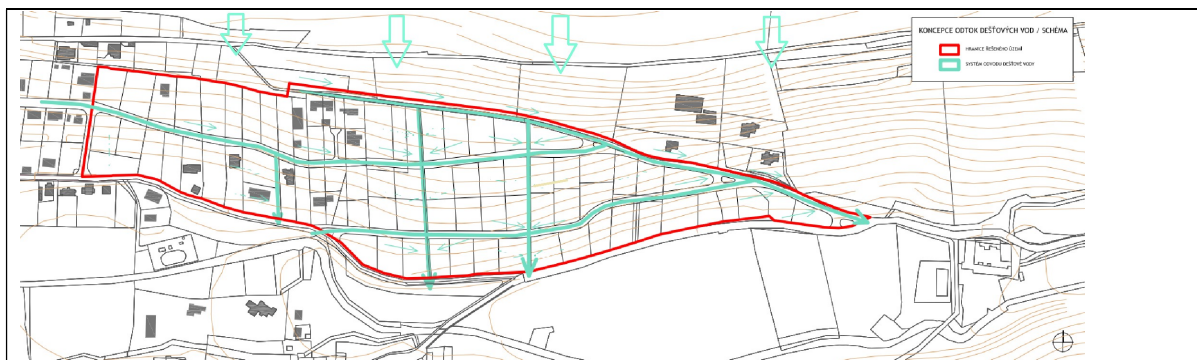 KONCEPCE ODTOK DEŠŤOVÝCH VOD / SCHÉMA
HRANICE ŘEŠENÉHO ÚZEMÍ
SYSTÉM ODVODU DEŠŤOVÉ VODY